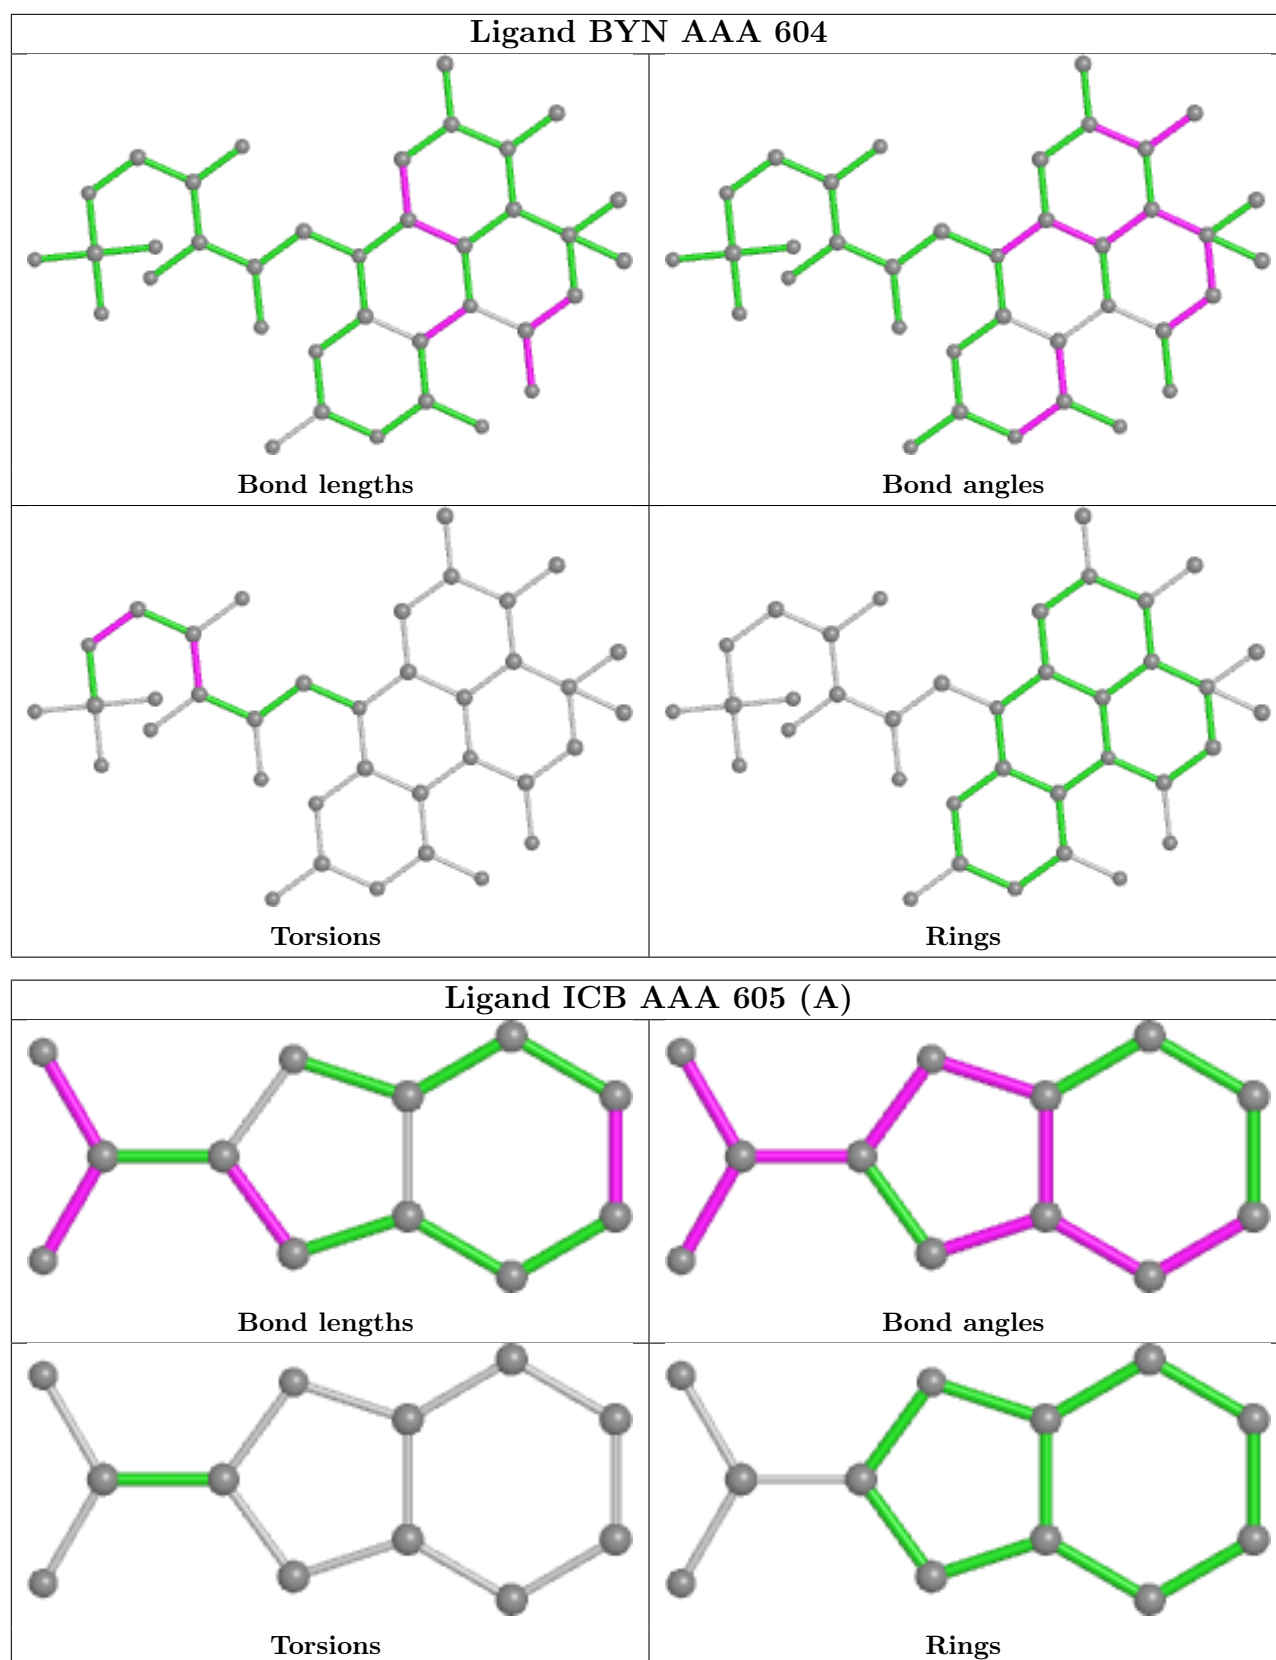 Ligand BYN AAA 604
Bond lengths
Bond angles
Torsions
Rings
Ligand ICB AAA 605 (A)
Bond lengths
Bond angles
Torsions
Rings